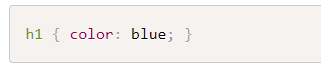 h1 { color: blue; }